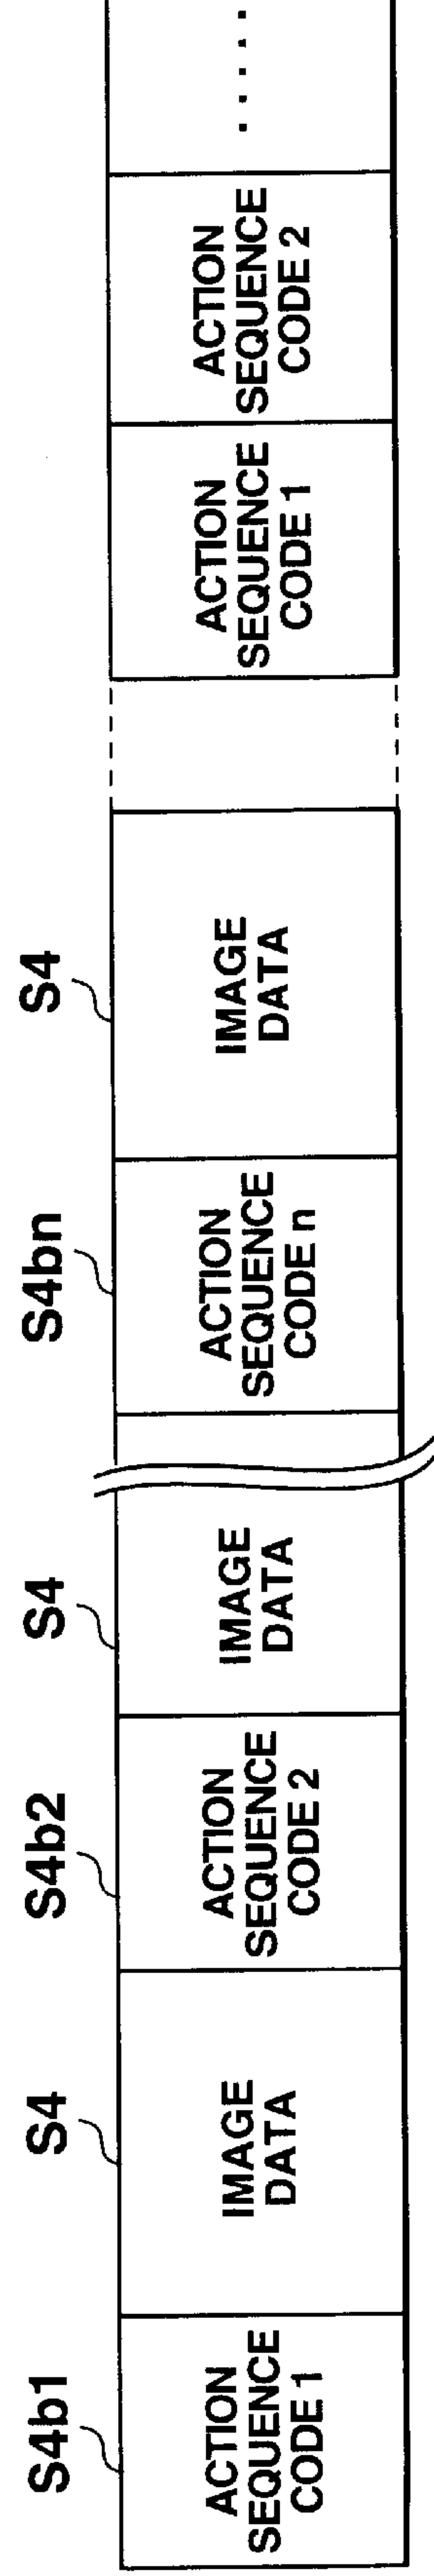 S4b1
S4
S4b2
S4
S4bn
S4
ACTION
SEQUENCE
CODE 1
IMAGE
DATA
ACTION
SEQUENCE
CODE 2
IMAGE
DATA
ACTION
SEQUENCE
CODE n
IMAGE
DATA
ACTION
SEQUENCE
CODE 1
ACTION
SEQUENCE
CODE 2
.....